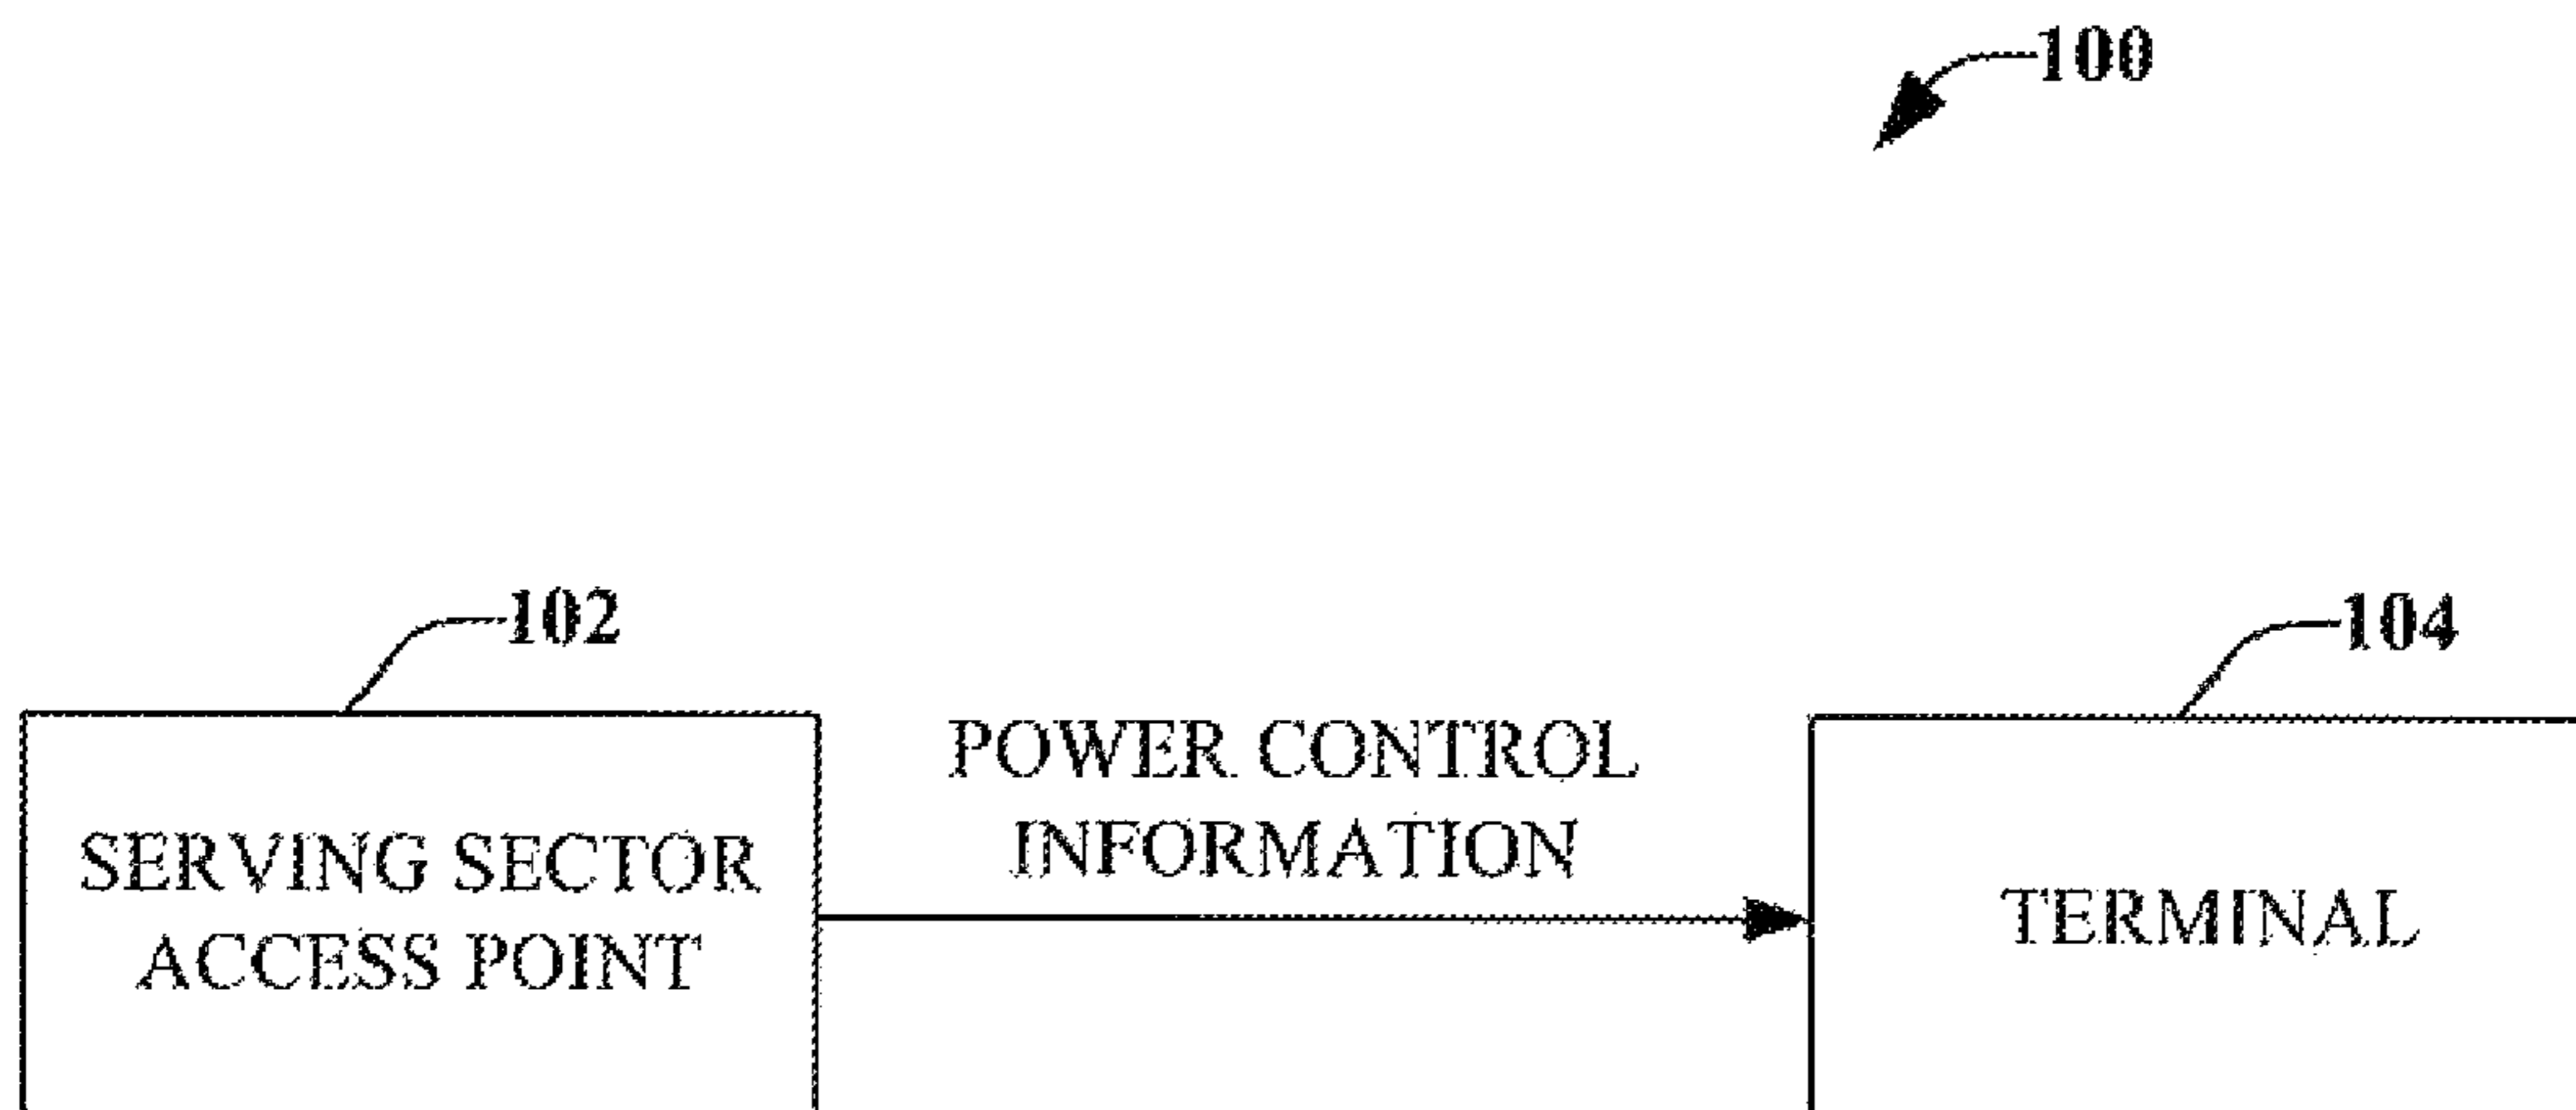 100
102
104
POWER CONTROL
INFORMATION
SERVING SECTOR
ACCESS POINT
TERMINAL